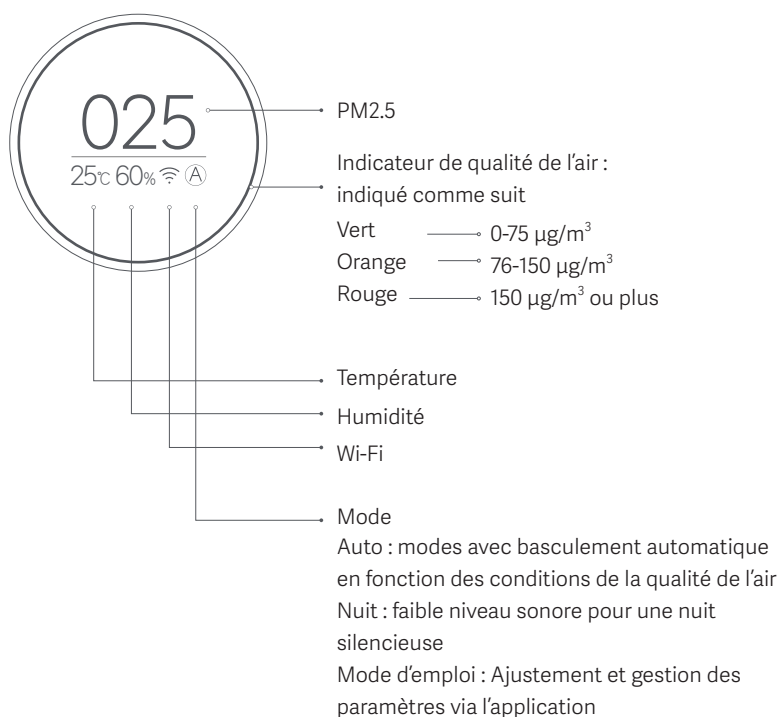 025
25℃ 60% A
PM2.5
Indicateur de qualité de l’air :
indiqué comme suit
Vert 0-75 µg/m³
Orange 76-150 µg/m³
Rouge 150 µg/m³ ou plus
Température
Humidité
Wi-Fi
Mode
Auto : modes avec basculement automatique
en fonction des conditions de la qualité de l’air
Nuit : faible niveau sonore pour une nuit
silencieuse
Mode d’emploi : Ajustement et gestion des
paramètres via l’application